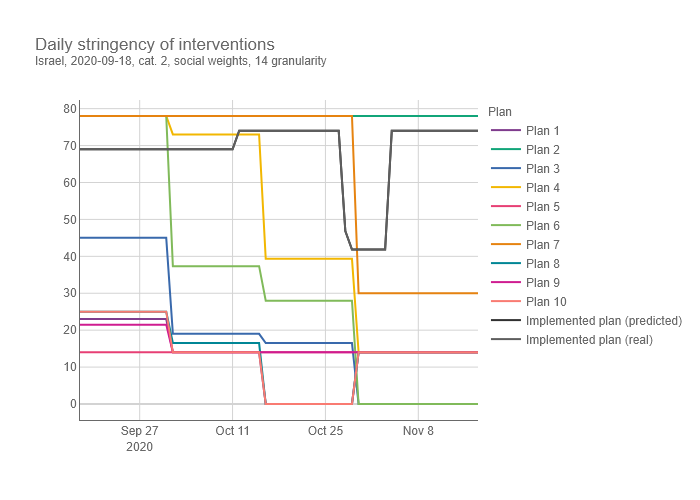 Daily stringency of interventions
Israel, 2020-09-18, cat. 2, social weights, 14 granularity
Plan
80
70
60
50
40
30
20
10
0
Sep 27
2020
Oct 11
Oct 25
Nov 8
Plan 1
Plan 2
Plan 3
Plan 4
Plan 5
Plan 6
Plan 7
Plan 8
Plan 9
Plan 10
Implemented plan (predicted)
Implemented plan (real)